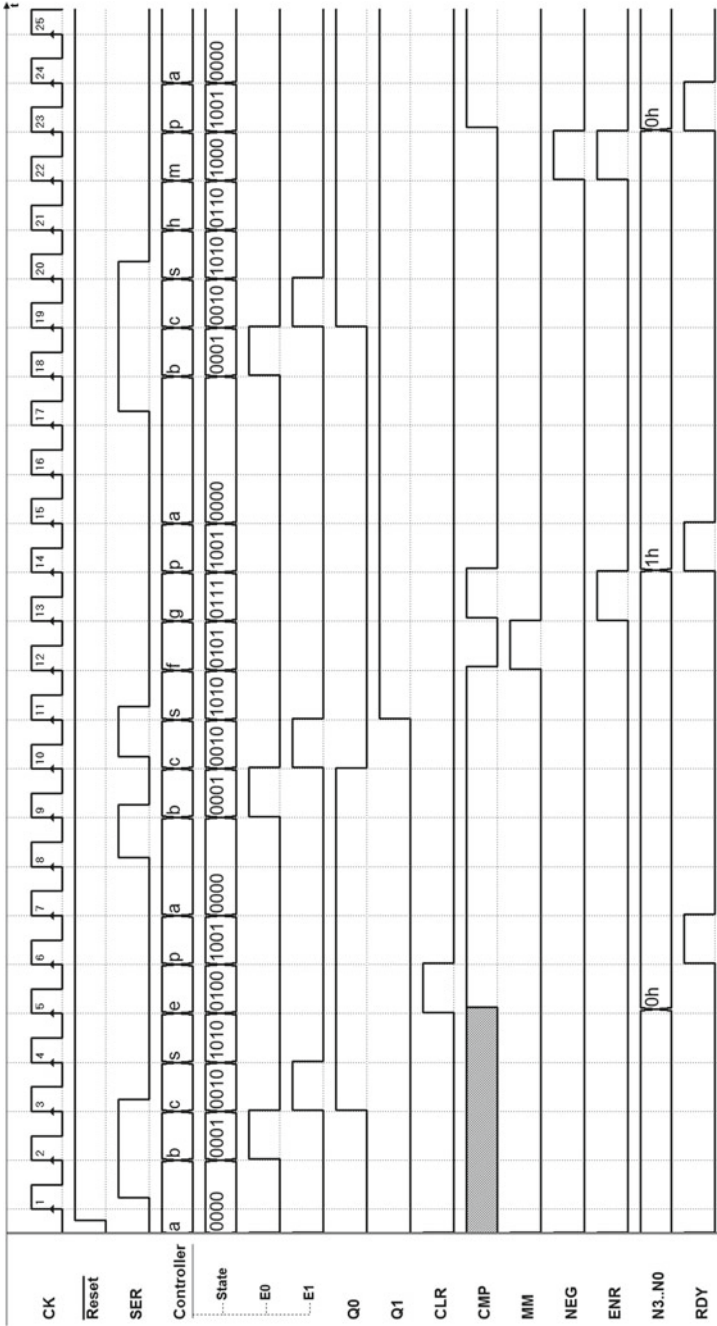 t
CK 1 2 3 4 5 6 7 8 9 10 11 12 13 14 15 16 17 18 19 20 21 22 23 24 25
Reset
SER
Controller a b c s e p a b c s f g p a b c s h m p a
State 0000 0001 0010 1010 0100 1001 0000 0001 0010 1010 0101 0111 1001 0000 0001 0010 1010 0110 1000 1001 0000
E0
E1
Q0
Q1
CLR
CMP
MM
NEG
ENR
N3..N0 0h 1h 0h
RDY